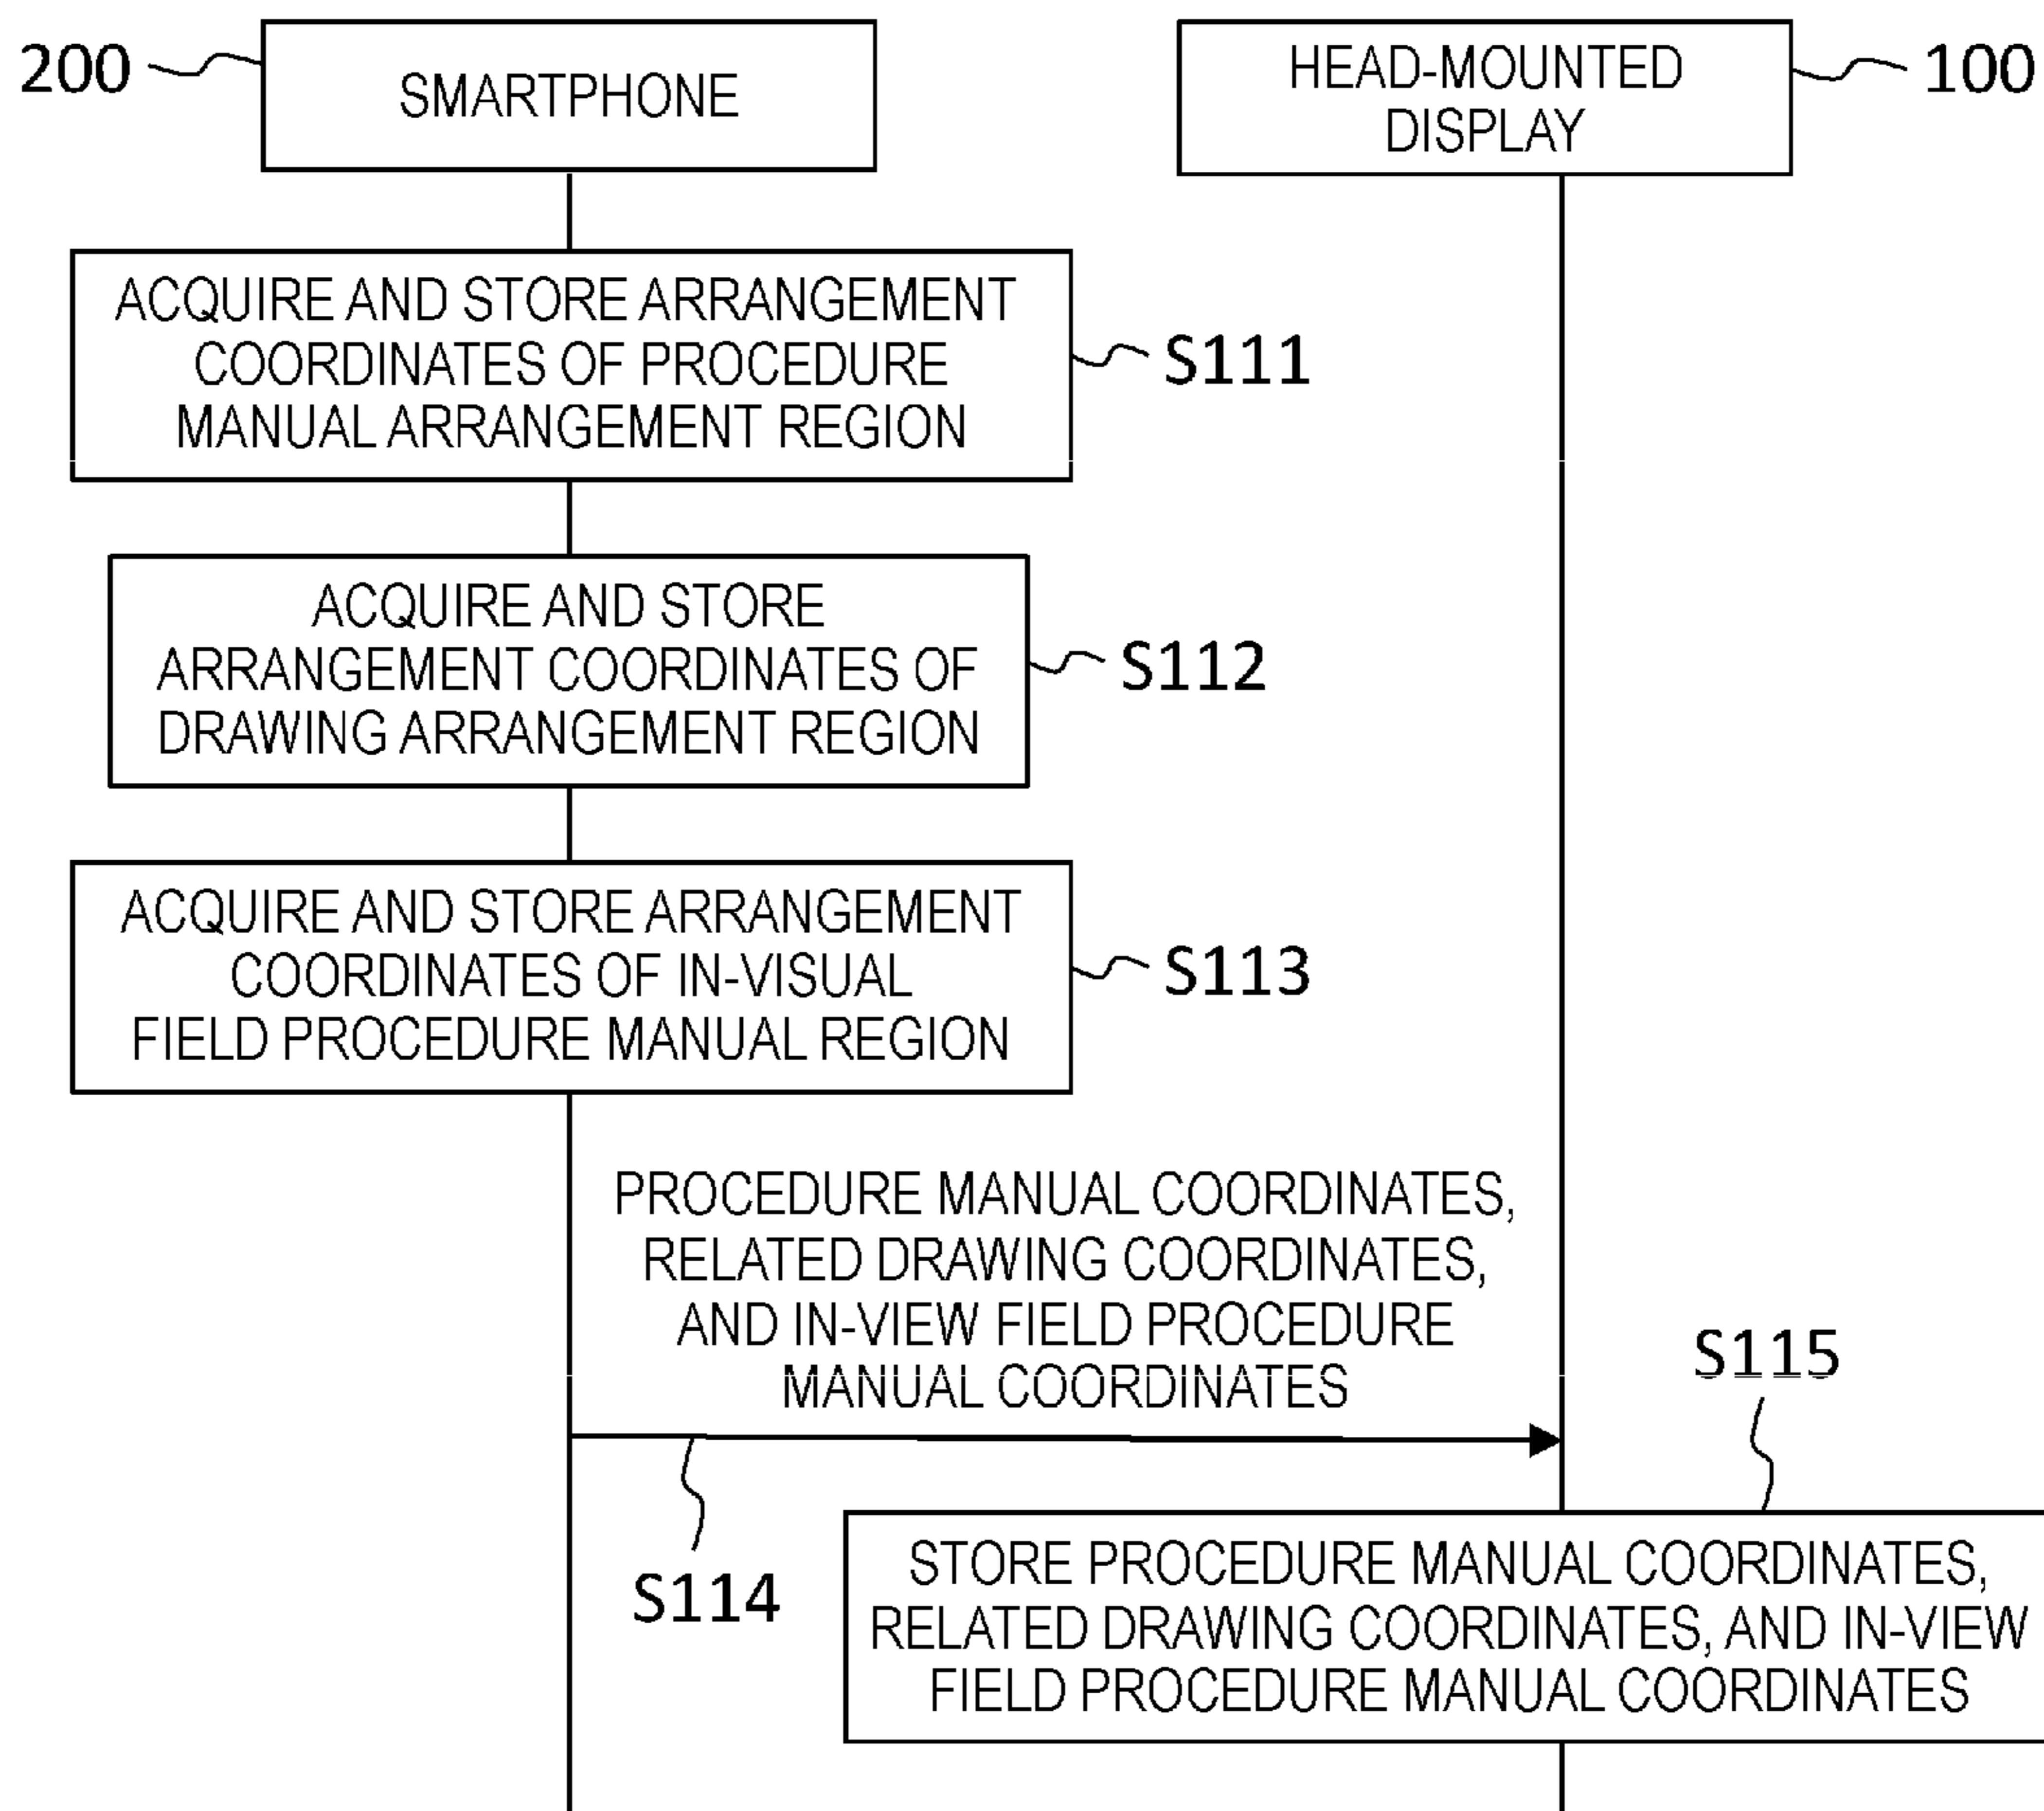 200
SMARTPHONE
HEAD-MOUNTED
DISPLAY
100
ACQUIRE AND STORE ARRANGEMENT
COORDINATES OF PROCEDURE
MANUAL ARRANGEMENT REGION
S111
ACQUIRE AND STORE
ARRANGEMENT COORDINATES OF
DRAWING ARRANGEMENT REGION
S112
ACQUIRE AND STORE ARRANGEMENT
COORDINATES OF IN-VISUAL
FIELD PROCEDURE MANUAL REGION
S113
PROCEDURE MANUAL COORDINATES,
RELATED DRAWING COORDINATES,
AND IN-VIEW FIELD PROCEDURE
MANUAL COORDINATES
S114
S115
STORE PROCEDURE MANUAL COORDINATES,
RELATED DRAWING COORDINATES, AND IN-VIEW
FIELD PROCEDURE MANUAL COORDINATES